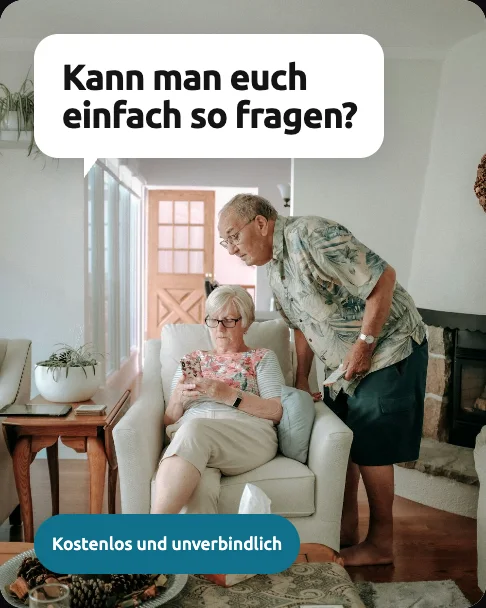 Kann man euch
einfach so fragen?
Kostenlos und unverbindlich